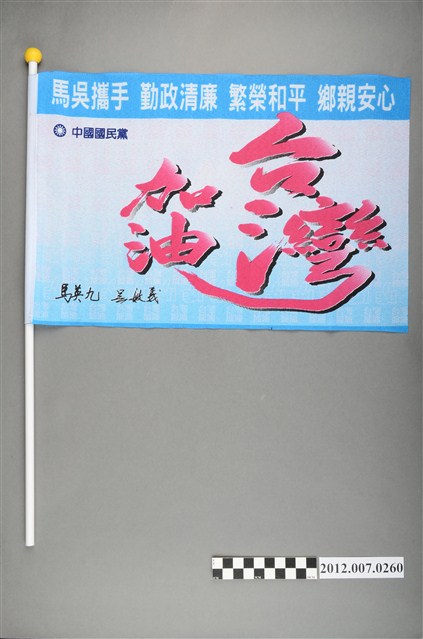 馬吳攜手 勤政清廉 繁榮和平 鄉親安心
中國國民黨
台灣
加油
馬英九 吳敦義
2012.007.0260